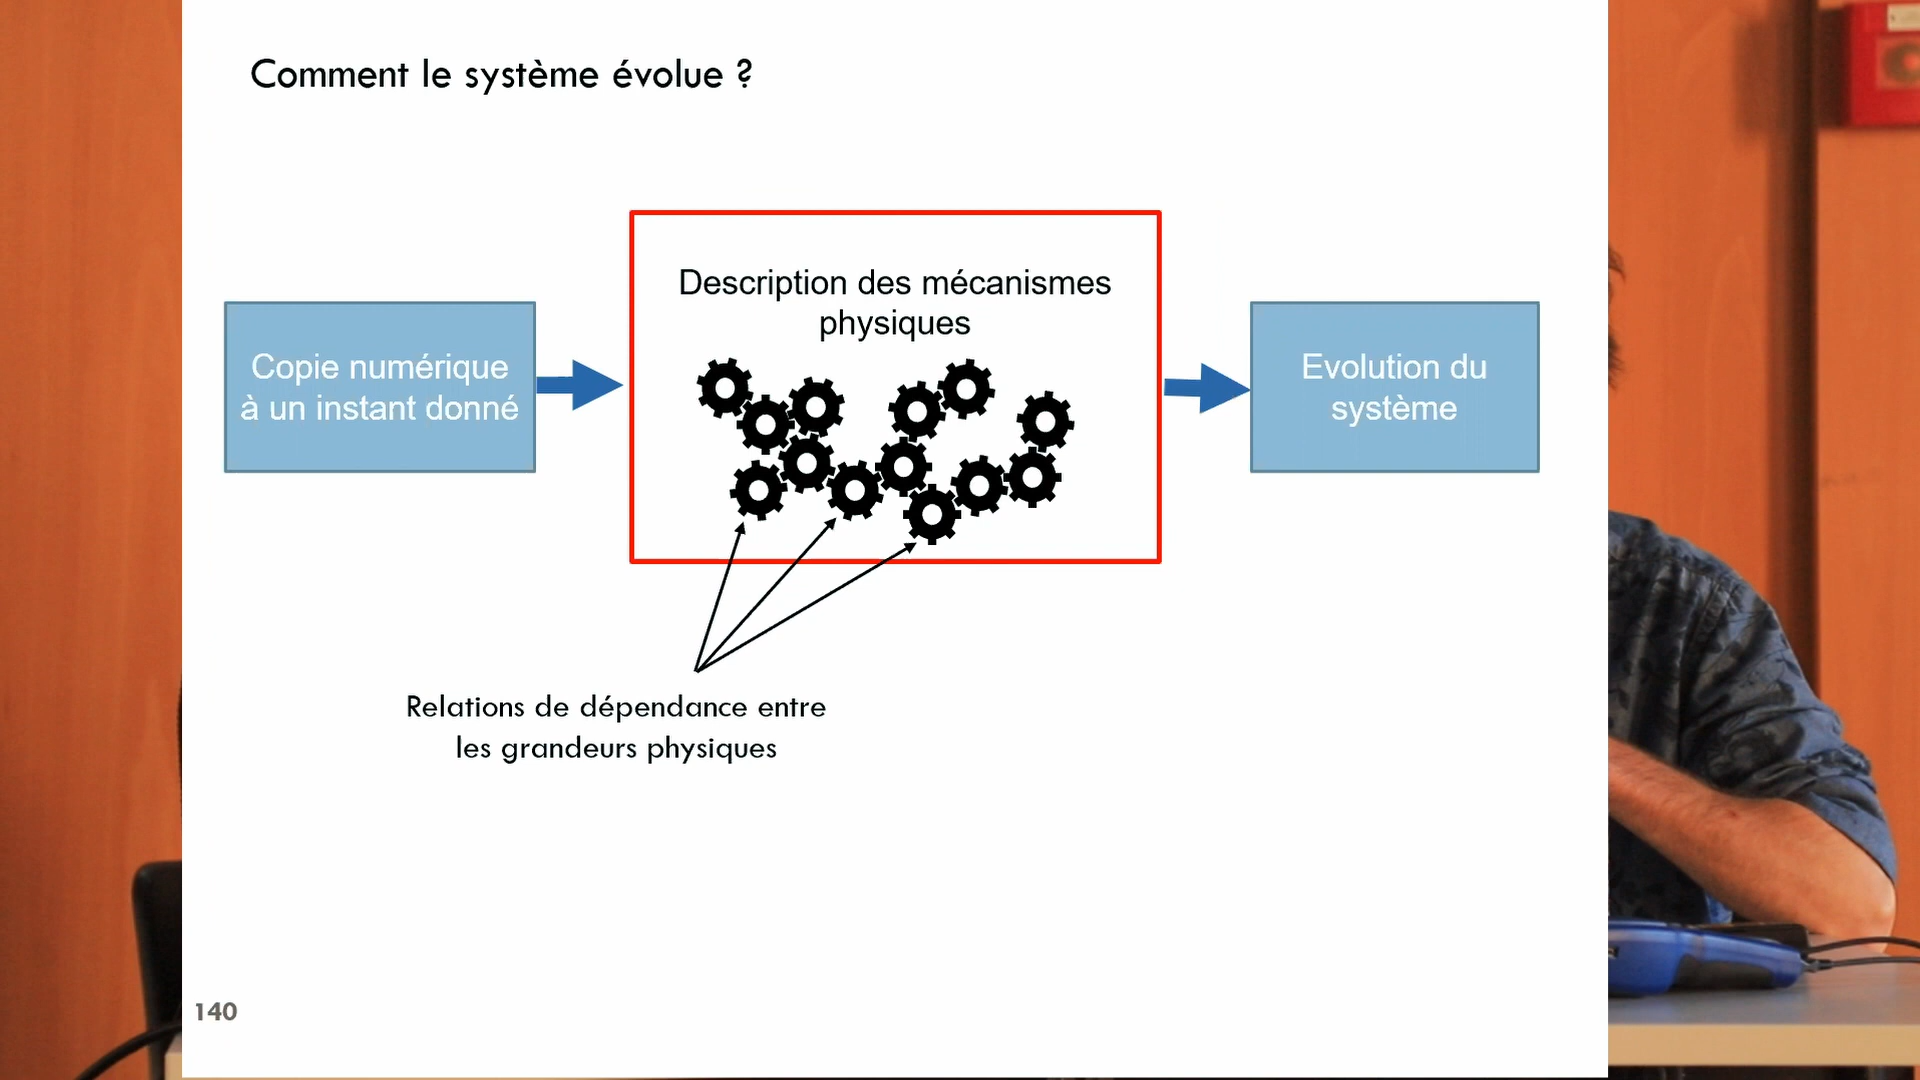 Comment le système évolue ?
Description des mécanismes
physiques
Copie numérique
à un instant donné
Evolution du
système
Relations de dépendance entre
les grandeurs physiques
140